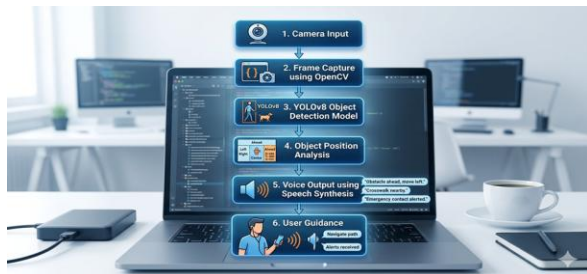 1. Camera Input
2. Frame Capture
using OpenCV
YOLOv8
3. YOLOv8 Object
Detection Model
Ahead
Left
Right
4. Object Position
Analysis
5. Voice Output using
Speech Synthesis
"Obstacle ahead, move left."
"Crosswalk nearby."
"Emergency contact alerted."
6. User Guidance
Navigate path
Alerts received